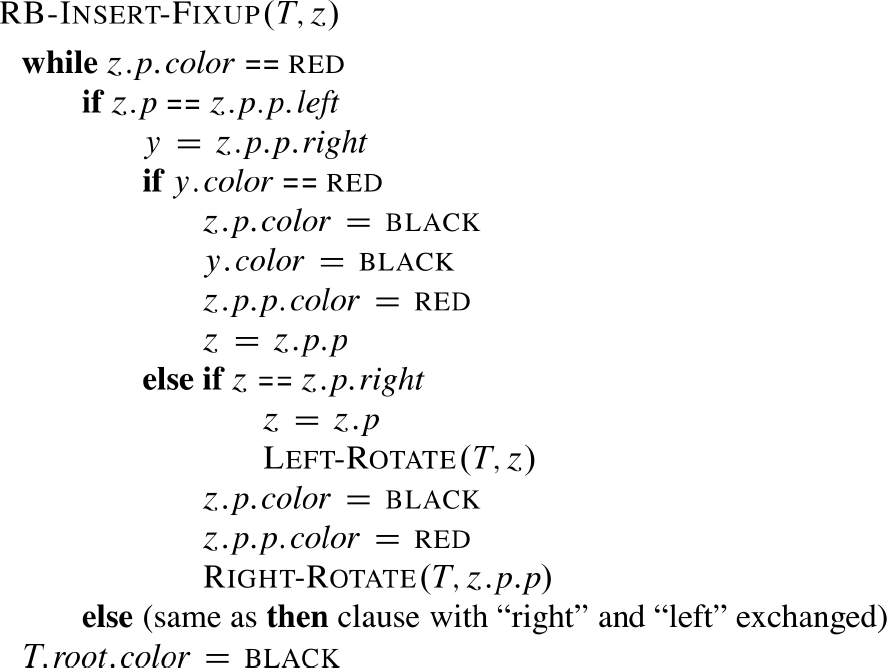 RB-INSERT-FIXUP(T, z)
while z.p.color == RED
if z.p == z.p.p.left
y = z.p.p.right
if y.color == RED
z.p.color = BLACK
y.color = BLACK
z.p.p.color = RED
z = z.p.p
else if z == z.p.right
z = z.p
LEFT-ROTATE(T, z)
z.p.color = BLACK
z.p.p.color = RED
RIGHT-ROTATE(T, z.p.p)
else (same as then clause with “right” and “left” exchanged)
T.root.color = BLACK